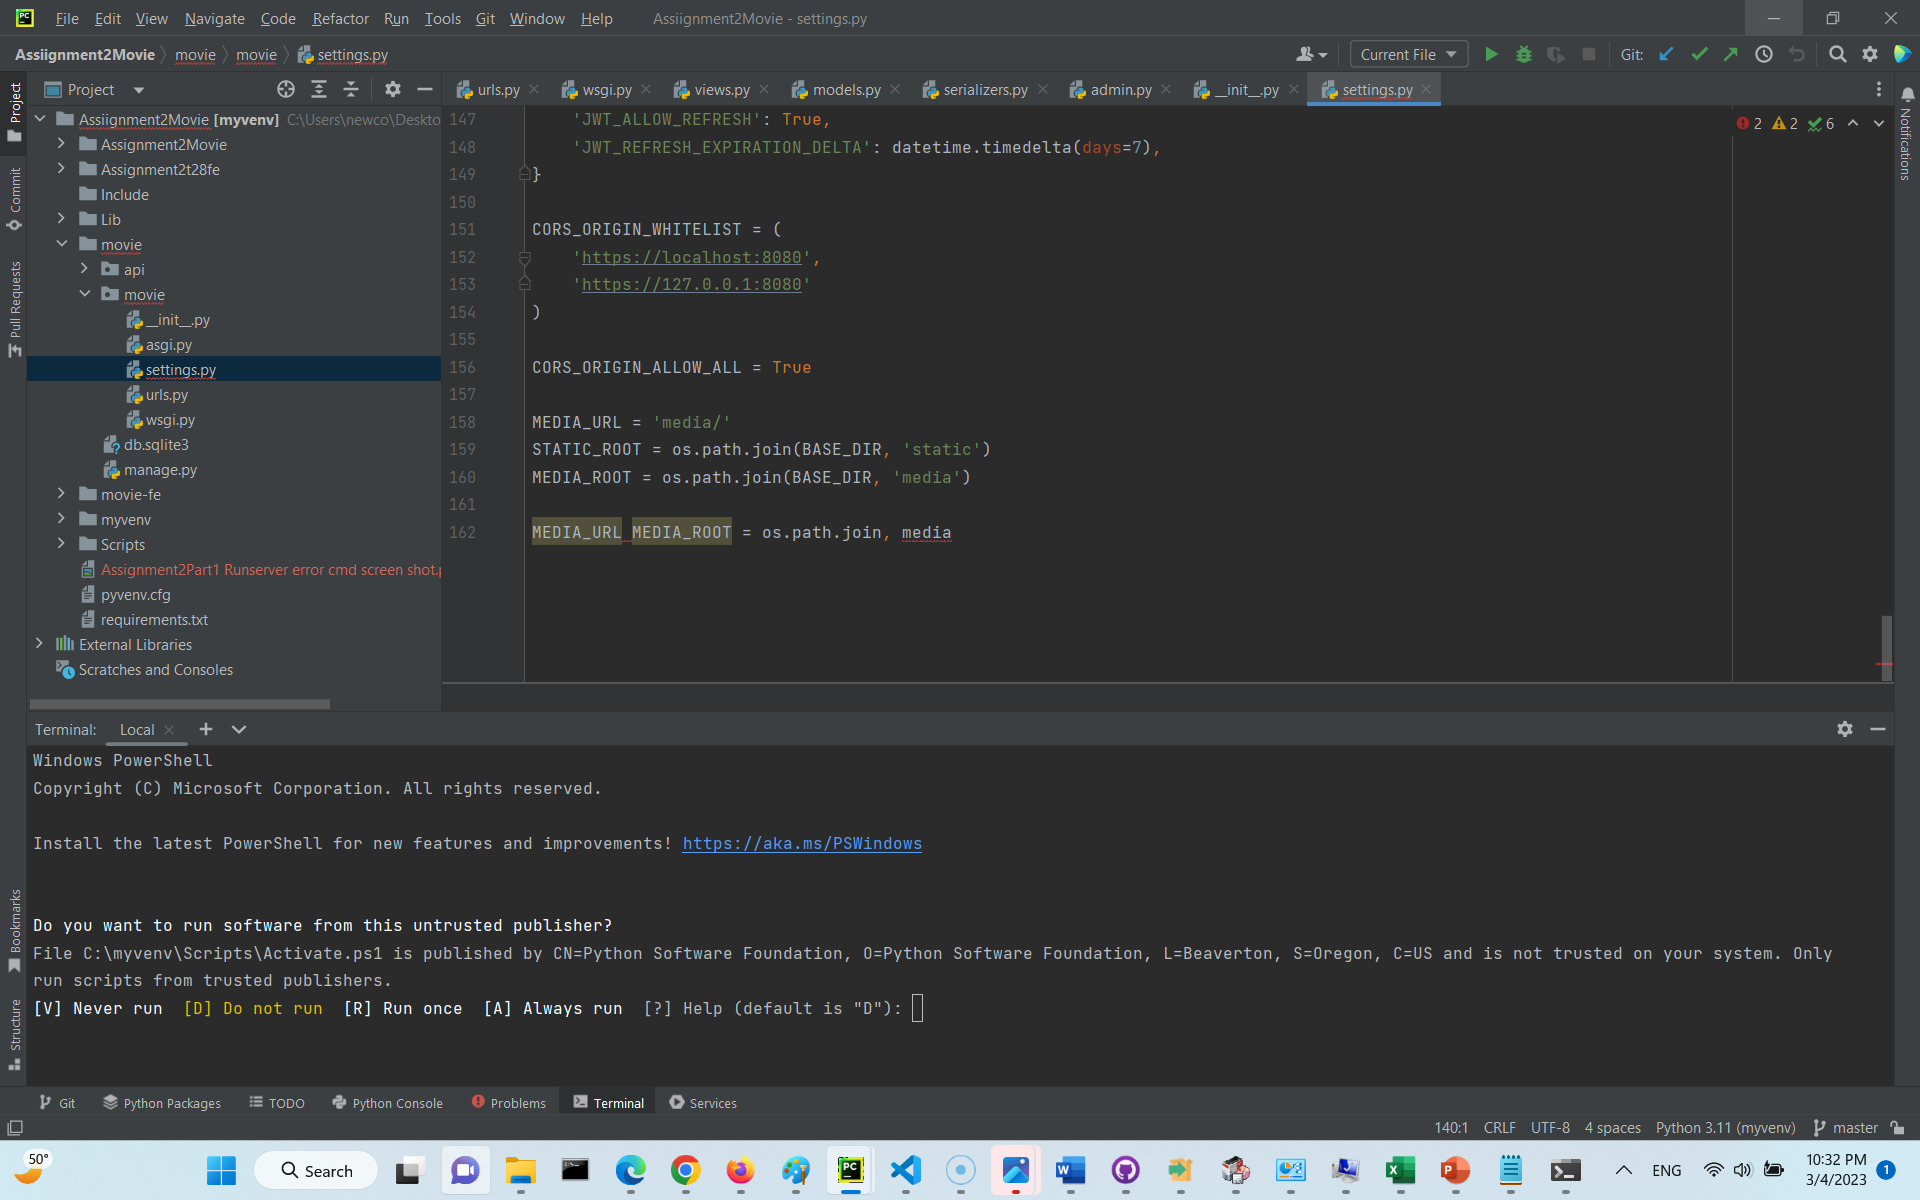 File Edit View Navigate Code Refactor Run Tools Git Window Help Assiignment2Movie - settings.py
Assiignment2Movie movie movie settings.py Current File Git:
Project
urls.py wsgi.py views.py models.py serializers.py admin.py __init__.py settings.py
Project
Commit
Pull Requests
Bookmarks
Structure
Notifications
Assiignment2Movie [myvenv] C:\Users\newco\Deskto
Assignment2Movie
Assignment2t28fe
Include
Lib
movie
api
movie
__init__.py
asgi.py
settings.py
urls.py
wsgi.py
db.sqlite3
manage.py
movie-fe
myvenv
Scripts
Assignment2Part1 Runserver error cmd screen shot.p
pyvenv.cfg
requirements.txt
External Libraries
Scratches and Consoles
2 2 6
147 'JWT_ALLOW_REFRESH': True,
148 'JWT_REFRESH_EXPIRATION_DELTA': datetime.timedelta(days=7),
149 }
150
151 CORS_ORIGIN_WHITELIST = (
152 'https://localhost:8080',
153 'https://127.0.0.1:8080'
154 )
155
156 CORS_ORIGIN_ALLOW_ALL = True
157
158 MEDIA_URL = 'media/'
159 STATIC_ROOT = os.path.join(BASE_DIR, 'static')
160 MEDIA_ROOT = os.path.join(BASE_DIR, 'media')
161
162 MEDIA_URL MEDIA_ROOT = os.path.join, media
Terminal: Local
Windows PowerShell
Copyright (C) Microsoft Corporation. All rights reserved.
Install the latest PowerShell for new features and improvements! https://aka.ms/PSWindows
Do you want to run software from this untrusted publisher?
File C:\myvenv\Scripts\Activate.ps1 is published by CN=Python Software Foundation, O=Python Software Foundation, L=Beaverton, S=Oregon, C=US and is not trusted on your system. Only
run scripts from trusted publishers.
[V] Never run [D] Do not run [R] Run once [A] Always run [?] Help (default is "D"):
Git Python Packages TODO Python Console Problems Terminal Services
140:1 CRLF UTF-8 4 spaces Python 3.11 (myvenv) master
50° Search ENG 10:32 PM
3/4/2023 1